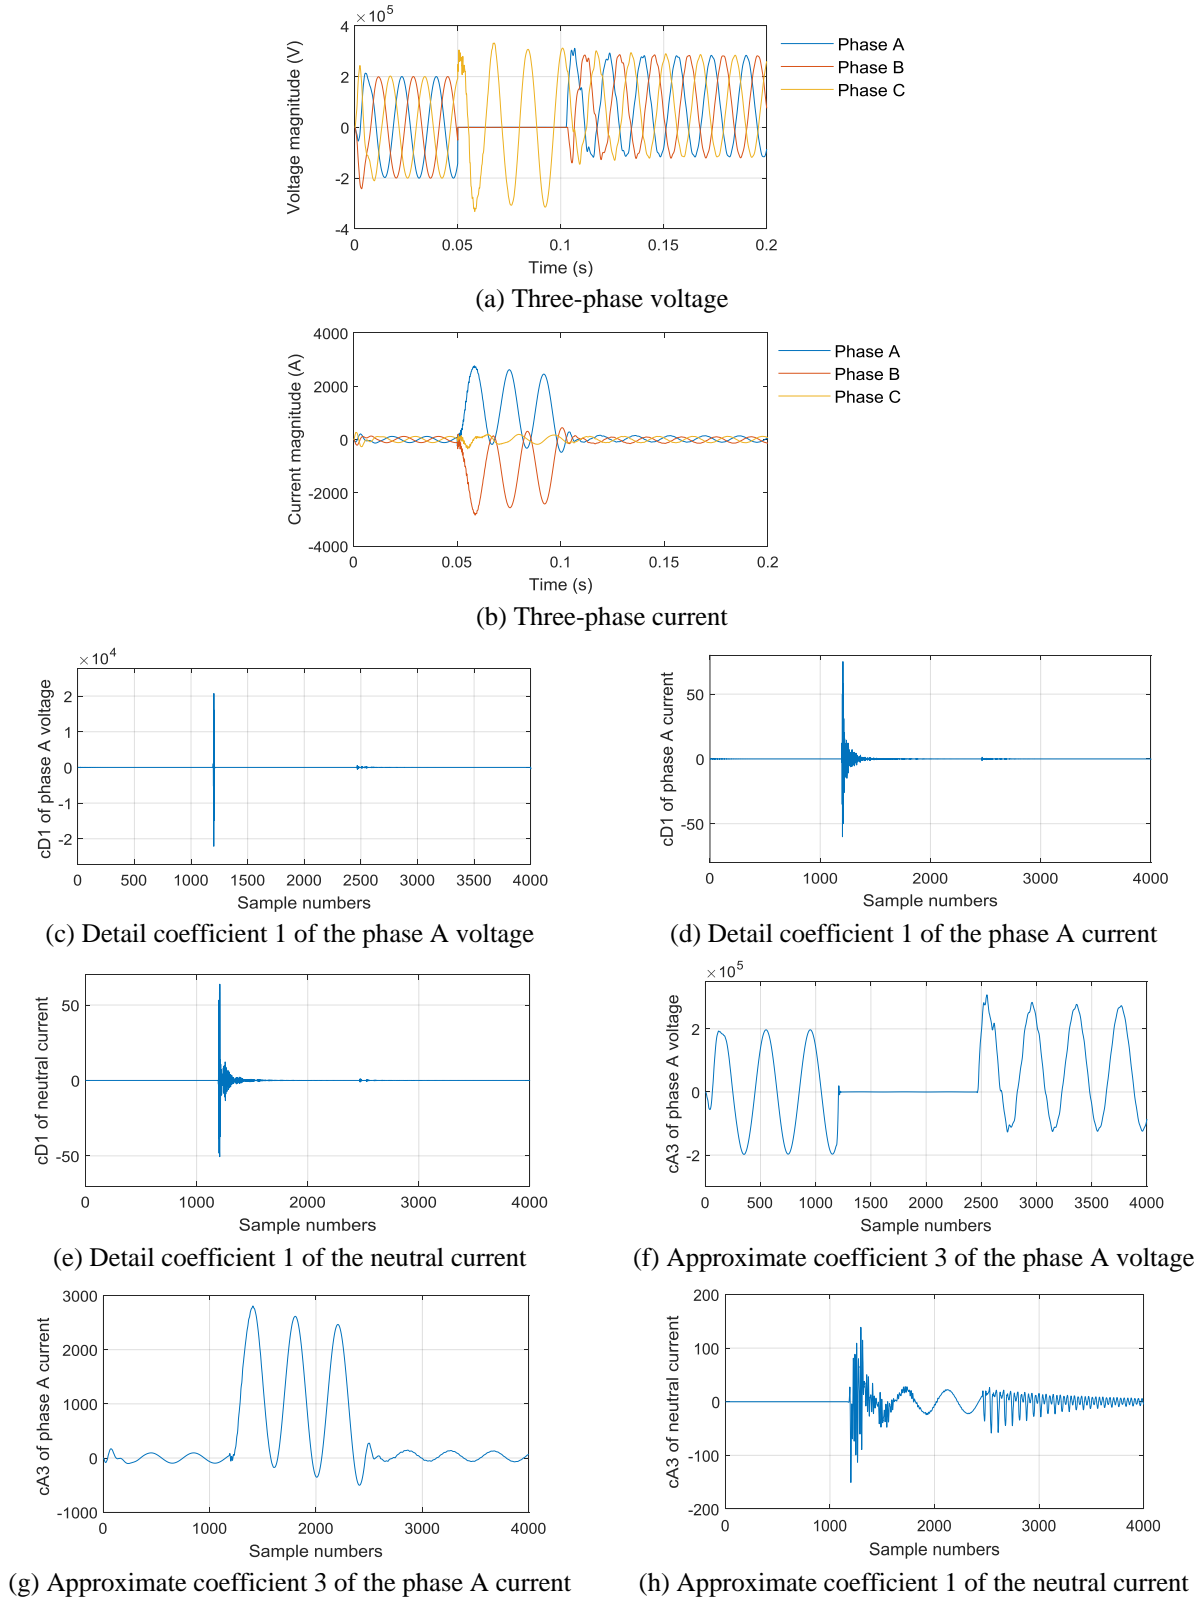 ×10⁵
4
2
0
-2
-4
Voltage magnitude (V)
0 0.05 0.1 0.15 0.2
Time (s)
Phase A
Phase B
Phase C
(a) Three-phase voltage
4000
2000
0
-2000
-4000
Current magnitude (A)
0 0.05 0.1 0.15 0.2
Time (s)
Phase A
Phase B
Phase C
(b) Three-phase current
×10⁴
2
1
0
-1
-2
cD1 of phase A voltage
0 500 1000 1500 2000 2500 3000 3500 4000
Sample numbers
(c) Detail coefficient 1 of the phase A voltage
50
0
-50
cD1 of phase A current
0 1000 2000 3000 4000
Sample numbers
(d) Detail coefficient 1 of the phase A current
50
0
-50
cD1 of neutral current
0 1000 2000 3000 4000
Sample numbers
(e) Detail coefficient 1 of the neutral current
×10⁵
2
0
-2
cA3 of phase A voltage
0 500 1000 1500 2000 2500 3000 3500 4000
Sample numbers
(f) Approximate coefficient 3 of the phase A voltage
3000
2000
1000
0
-1000
cA3 of phase A current
0 1000 2000 3000 4000
Sample numbers
(g) Approximate coefficient 3 of the phase A current
200
100
0
-100
-200
cA3 of neutral current
0 1000 2000 3000 4000
Sample numbers
(h) Approximate coefficient 1 of the neutral current